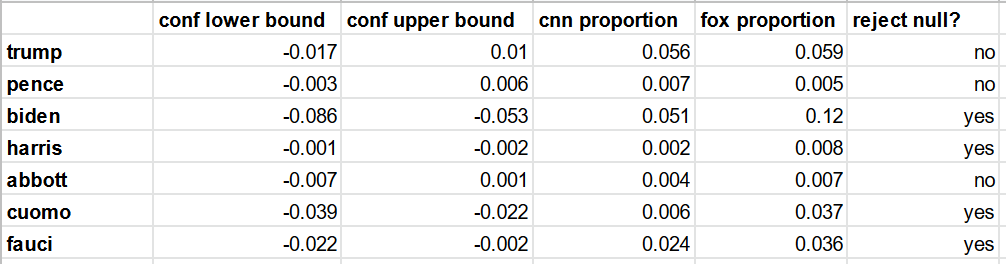 conf lower bound conf upper bound cnn proportion fox proportion reject null?
trump -0.017 0.01 0.056 0.059 no
pence -0.003 0.006 0.007 0.005 no
biden -0.086 -0.053 0.051 0.12 yes
harris -0.001 -0.002 0.002 0.008 yes
abbott -0.007 0.001 0.004 0.007 no
cuomo -0.039 -0.022 0.006 0.037 yes
fauci -0.022 -0.002 0.024 0.036 yes